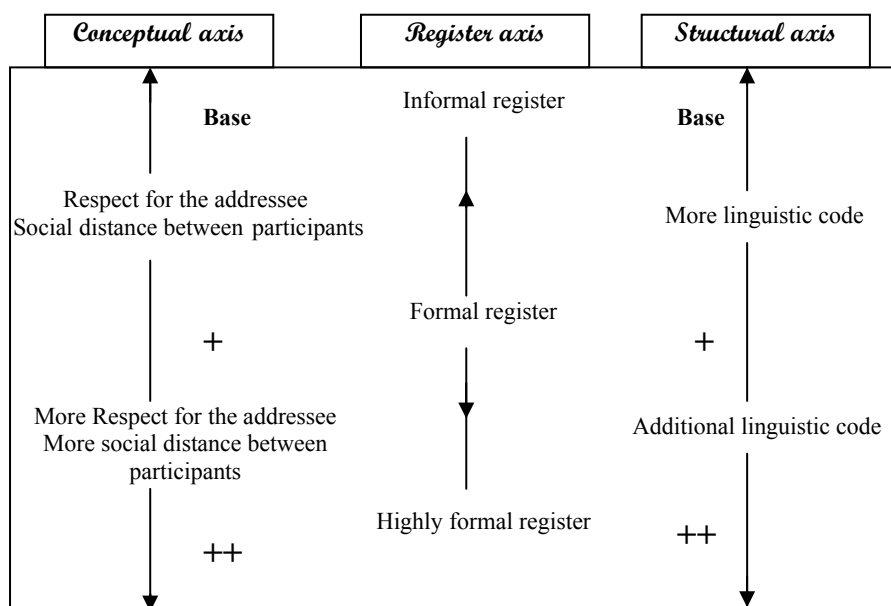 Conceptual axis
Register axis
Structural axis
Informal register
Base
Base
Respect for the addressee
Social distance between participants
More linguistic code
Formal register
+
+
More Respect for the addressee
More social distance between
participants
Additional linguistic code
Highly formal register
++
++